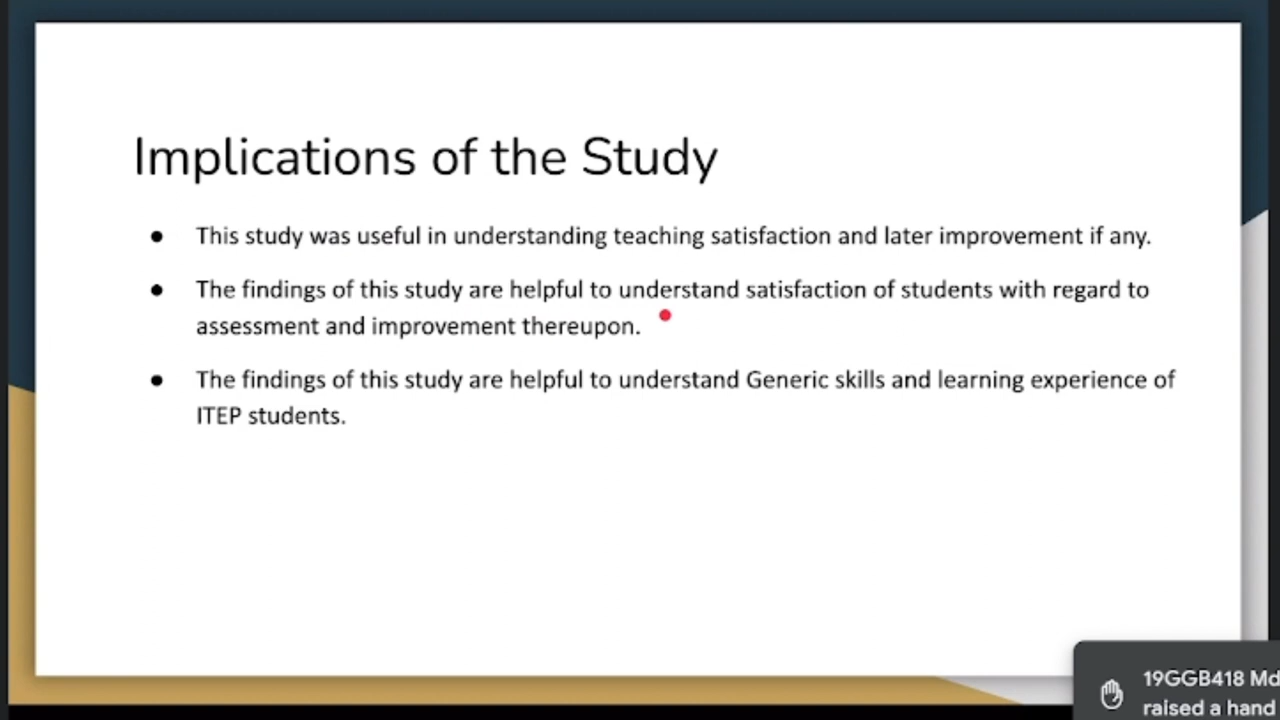 Implications of the Study
● This study was useful in understanding teaching satisfaction and later improvement if any.
● The findings of this study are helpful to understand satisfaction of students with regard to
assessment and improvement thereupon.
● The findings of this study are helpful to understand Generic skills and learning experience of
ITEP students.
19GGB418 Md
raised a hand